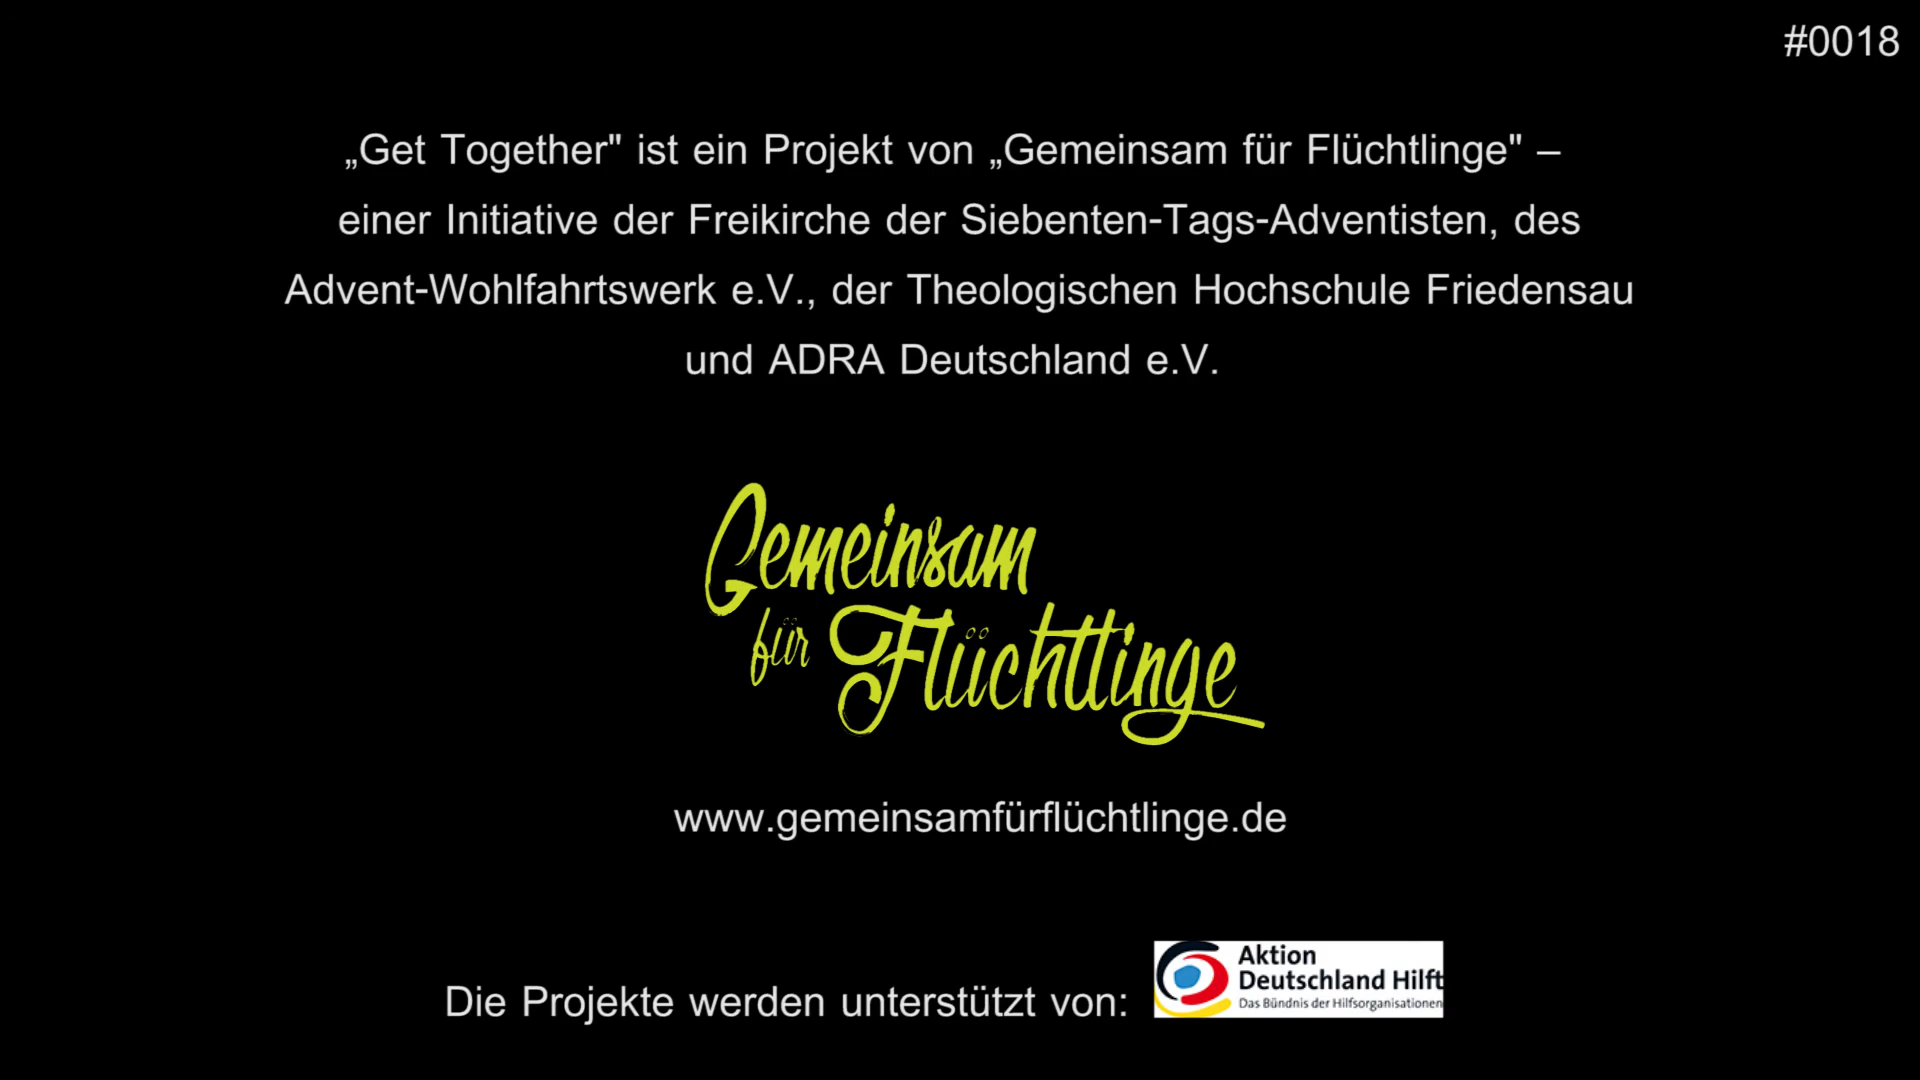 #0018
„Get Together" ist ein Projekt von „Gemeinsam für Flüchtlinge" –
einer Initiative der Freikirche der Siebenten-Tags-Adventisten, des
Advent-Wohlfahrtswerk e.V., der Theologischen Hochschule Friedensau
und ADRA Deutschland e.V.
Gemeinsam
für Flüchtlinge
www.gemeinsamfürflüchtlinge.de
Die Projekte werden unterstützt von:
Aktion
Deutschland Hilft
Das Bündnis der Hilfsorganisationen